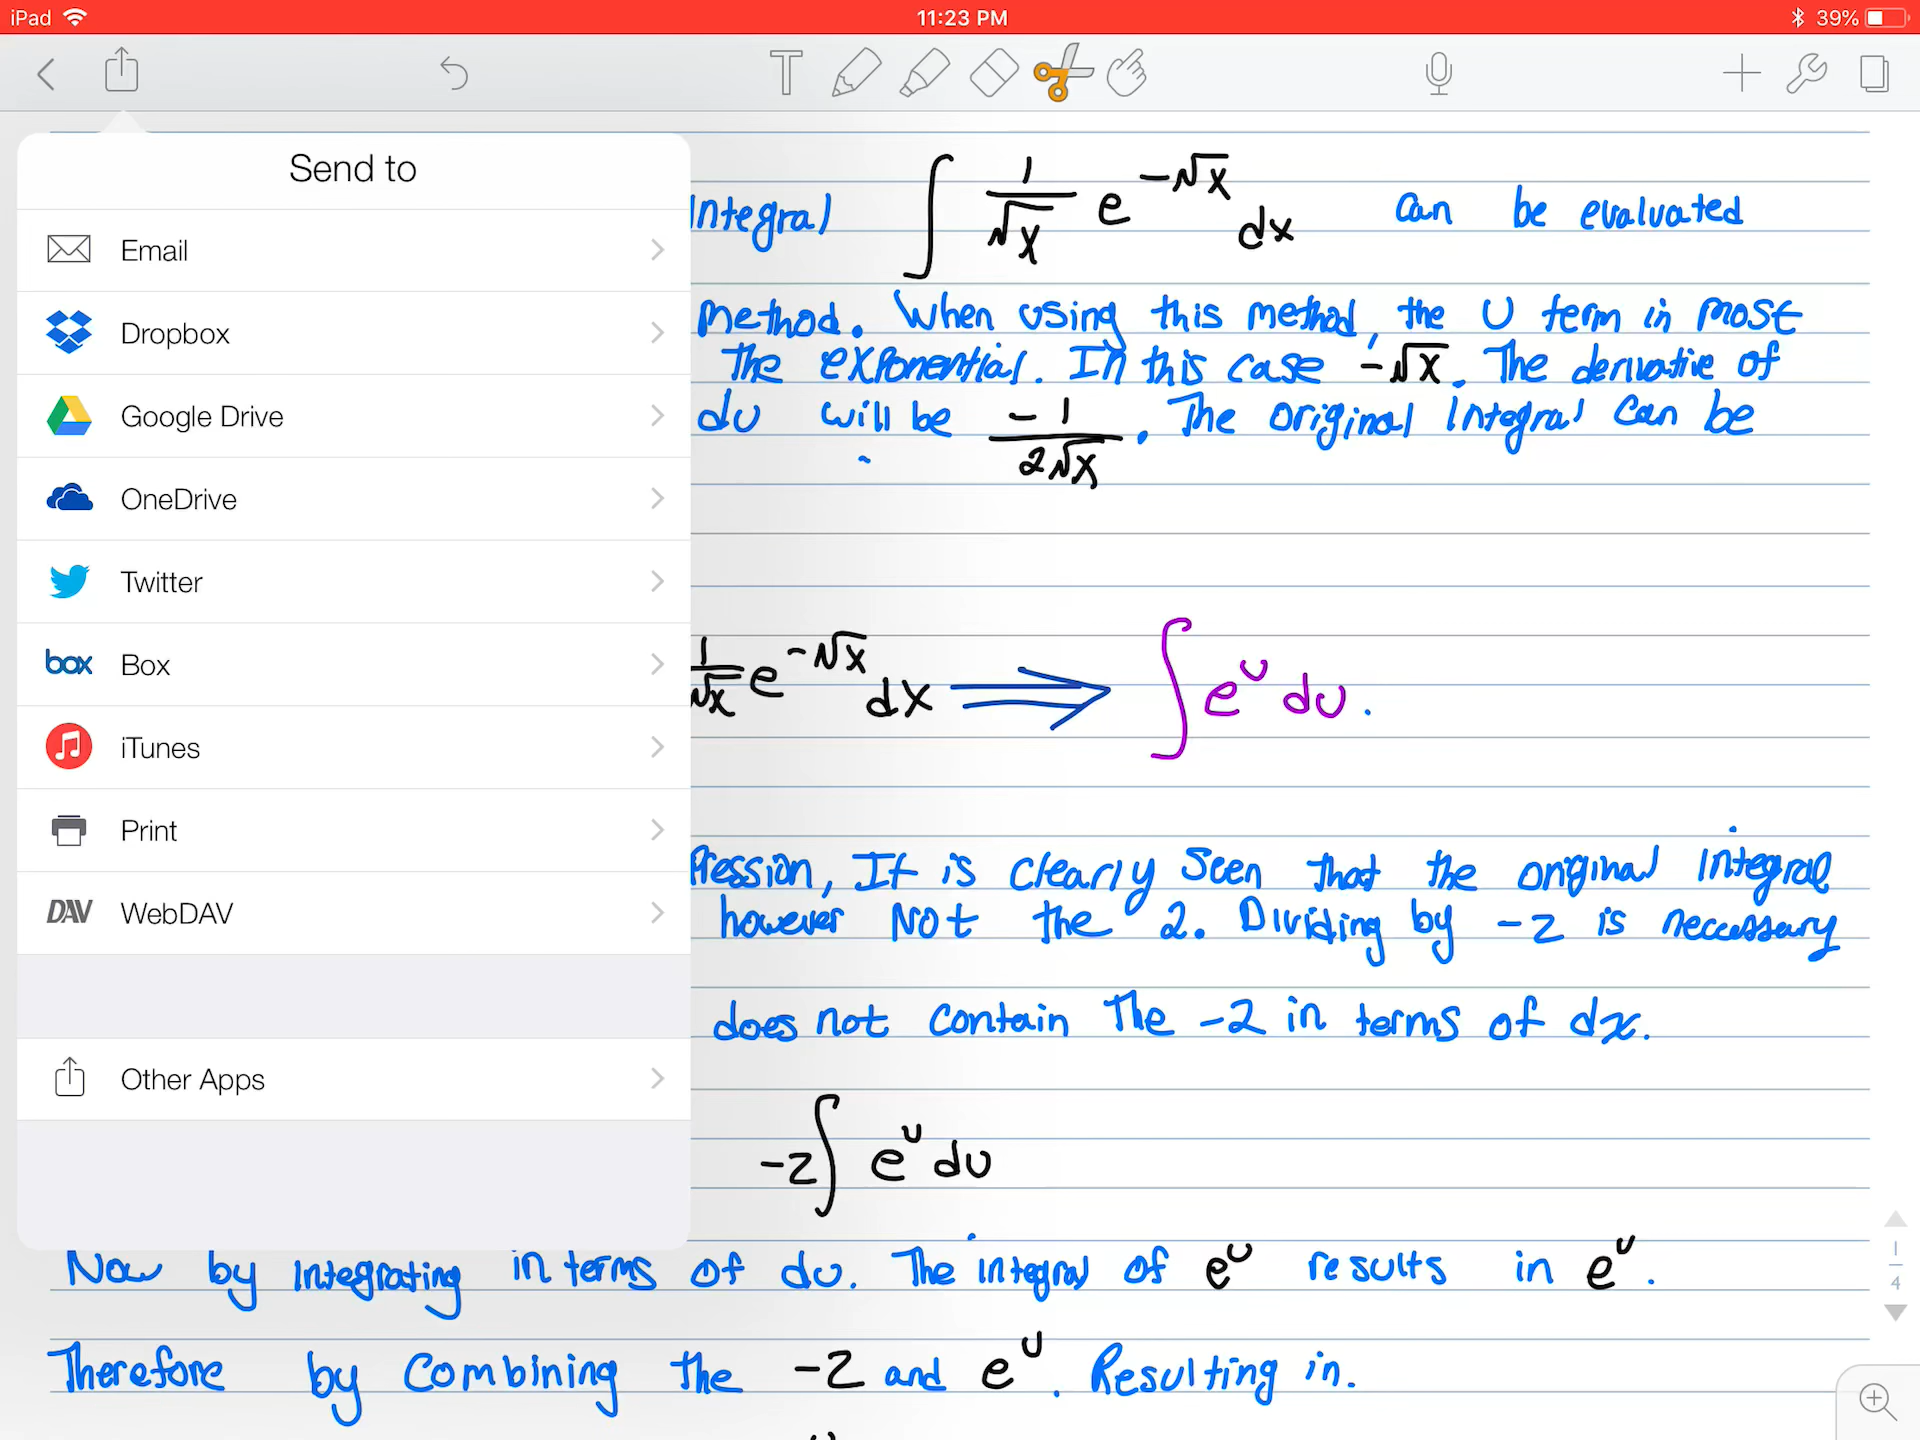 iPad 11:23 PM 39%
T
Send to
Email
Dropbox
Google Drive
OneDrive
Twitter
box Box
iTunes
Print
DAV WebDAV
Other Apps
Integral ∫ 1/√x e^-√x dx can be evaluated
method. When using this method, the U term in most
the exponential. In this case -√x. The derivative of
du will be -1/2√x. The original Integral can be
1/√x e^-√x dx ⟹ ∫ e^u du.
Pression, It is clearly seen that the original integral
however Not the 2. Dividing by -2 is neccessary
does not contain The -2 in terms of dx.
-2∫ e^u du
Now by integrating in terms of du. The integral of e^u results in e^u.
Therefore by Combining the -2 and e^u. Resulting in.
1
4